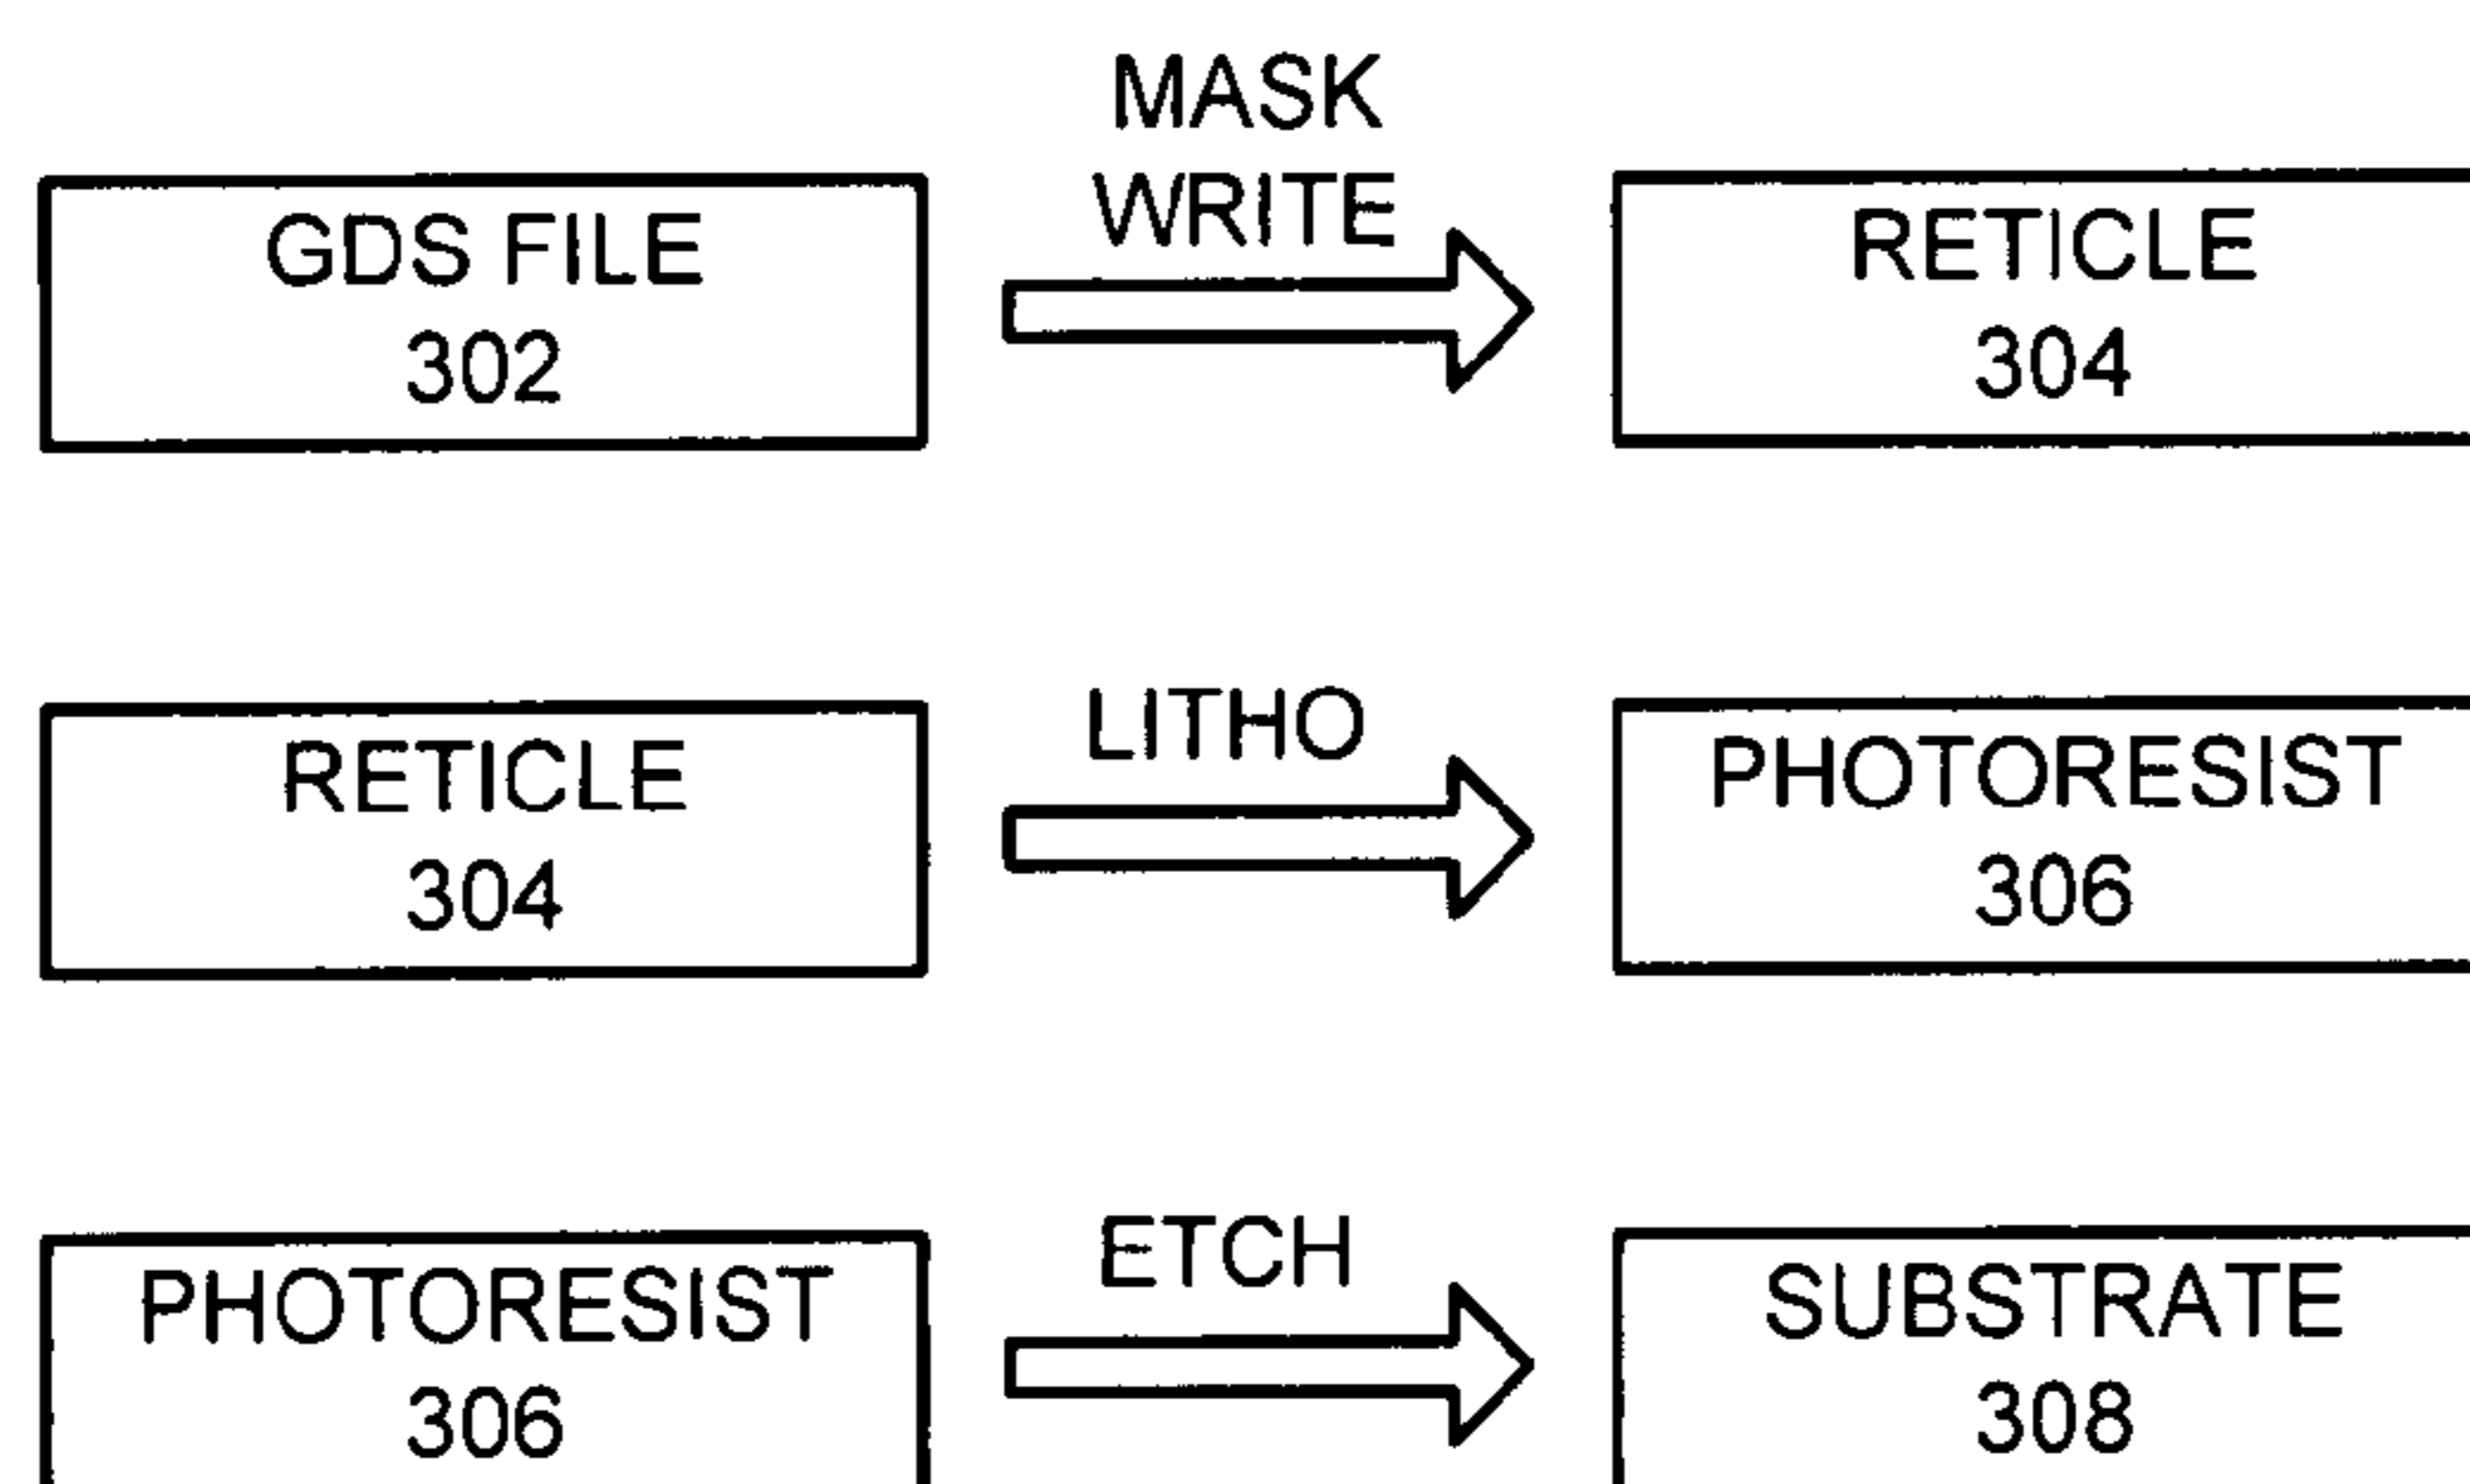 MASK
WRITE
GDS FILE
302
RETICLE
304
LITHO
RETICLE
304
PHOTORESIST
306
ETCH
PHOTORESIST
306
SUBSTRATE
308